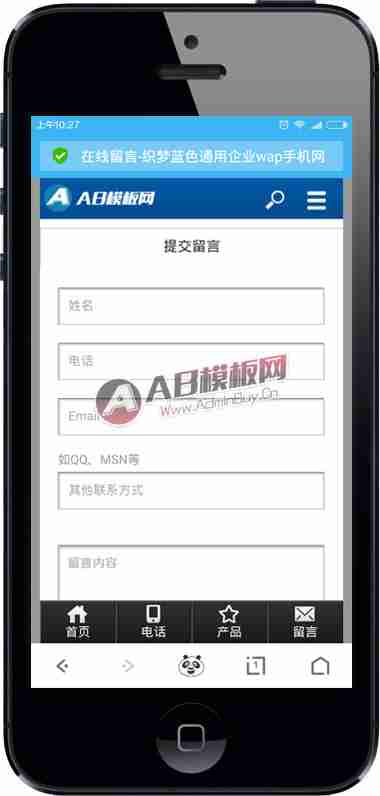 上午10:27
在线留言-织梦蓝色通用企业wap手机网
A AB模板网
提交留言
姓名
电话
A AB模板网
www.AdminBuy.Cn
Email
如QQ、MSN等
其他联系方式
留言内容
首页 电话 产品 留言
1